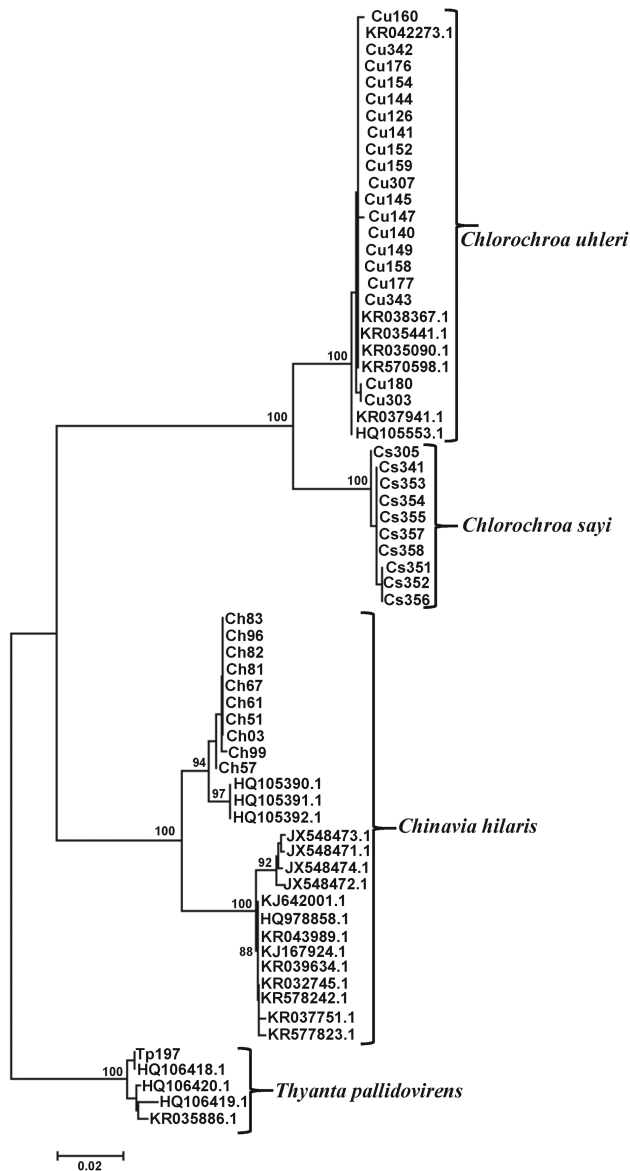 Cu160
KR042273.1
Cu342
Cu176
Cu154
Cu144
Cu126
Cu141
Cu152
Cu159
Cu307
Cu145
Cu147
Cu140
Cu149
Cu158
Cu177
Cu343
KR038367.1
KR035441.1
KR035090.1
KR570598.1
Cu180
Cu303
KR037941.1
HQ105553.1
Chlorochroa uhleri
100
100
Cs305
Cs341
Cs353
Cs354
Cs355
Cs357
Cs358
Cs351
Cs352
Cs356
100
Chlorochroa sayi
Ch83
Ch96
Ch82
Ch81
Ch67
Ch61
Ch51
Ch03
Ch99
Ch57
94
HQ105390.1
HQ105391.1
HQ105392.1
97
100
Chinavia hilaris
JX548473.1
JX548471.1
JX548474.1
JX548472.1
92
KJ642001.1
HQ978858.1
KR043989.1
KJ167924.1
KR039634.1
KR032745.1
KR578242.1
KR037751.1
KR577823.1
100
88
Tp197
HQ106418.1
HQ106420.1
HQ106419.1
KR035886.1
100
Thyanta pallidovirens
0.02